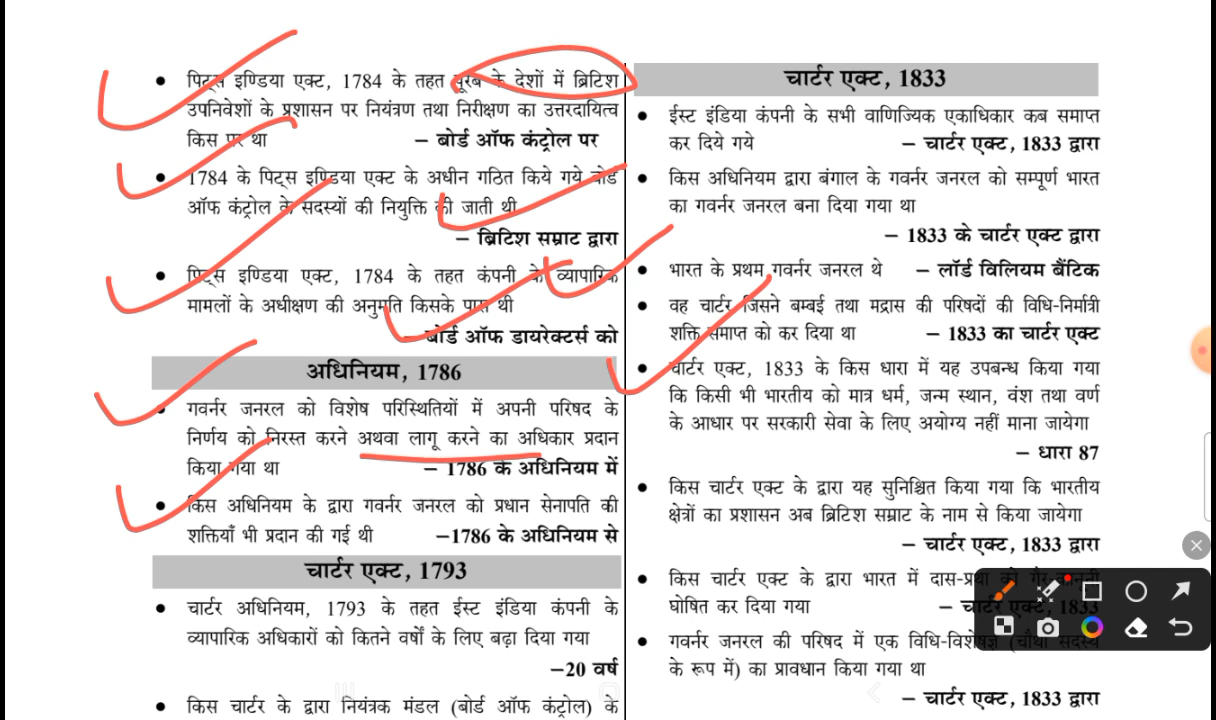 पिट्स इण्डिया एक्ट, 1784 के तहत पूरब के देशों में ब्रिटिश
उपनिवेशों के प्रशासन पर नियंत्रण तथा निरीक्षण का उत्तरदायित्व
किस पर था – बोर्ड ऑफ कंट्रोल पर
1784 के पिट्स इण्डिया एक्ट के अधीन गठित किये गये बोर्ड
ऑफ कंट्रोल के सदस्यों की नियुक्ति की जाती थी
– ब्रिटिश सम्राट द्वारा
पिट्स इण्डिया एक्ट, 1784 के तहत कंपनी के व्यापारिक
मामलों के अधीक्षण की अनुमति किसके पास थी
– बोर्ड ऑफ डायरेक्टर्स को
अधिनियम, 1786
गवर्नर जनरल को विशेष परिस्थितियों में अपनी परिषद के
निर्णय को निरस्त करने अथवा लागू करने का अधिकार प्रदान
किया गया था – 1786 के अधिनियम में
किस अधिनियम के द्वारा गवर्नर जनरल को प्रधान सेनापति की
शक्तियाँ भी प्रदान की गई थी –1786 के अधिनियम से
चार्टर एक्ट, 1793
चार्टर अधिनियम, 1793 के तहत ईस्ट इंडिया कंपनी के
व्यापारिक अधिकारों को कितने वर्षों के लिए बढ़ा दिया गया
–20 वर्ष
किस चार्टर के द्वारा नियंत्रक मंडल (बोर्ड ऑफ कंट्रोल) के
चार्टर एक्ट, 1833
ईस्ट इंडिया कंपनी के सभी वाणिज्यिक एकाधिकार कब समाप्त
कर दिये गये – चार्टर एक्ट, 1833 द्वारा
किस अधिनियम द्वारा बंगाल के गवर्नर जनरल को सम्पूर्ण भारत
का गवर्नर जनरल बना दिया गया था
– 1833 के चार्टर एक्ट द्वारा
भारत के प्रथम गवर्नर जनरल थे – लॉर्ड विलियम बैंटिक
वह चार्टर जिसने बम्बई तथा मद्रास की परिषदों की विधि-निर्मात्री
शक्ति समाप्त को कर दिया था – 1833 का चार्टर एक्ट
चार्टर एक्ट, 1833 के किस धारा में यह उपबन्ध किया गया
कि किसी भी भारतीय को मात्र धर्म, जन्म स्थान, वंश तथा वर्ण
के आधार पर सरकारी सेवा के लिए अयोग्य नहीं माना जायेगा
– धारा 87
किस चार्टर एक्ट के द्वारा यह सुनिश्चित किया गया कि भारतीय
क्षेत्रों का प्रशासन अब ब्रिटिश सम्राट के नाम से किया जायेगा
– चार्टर एक्ट, 1833 द्वारा
किस चार्टर एक्ट के द्वारा भारत में दास-प्रथा को गैर-कानूनी
घोषित कर दिया गया – चार्टर एक्ट, 1833
गवर्नर जनरल की परिषद में एक विधि-विशेषज्ञ (चौथा सदस्य
के रूप में) का प्रावधान किया गया था
– चार्टर एक्ट, 1833 द्वारा